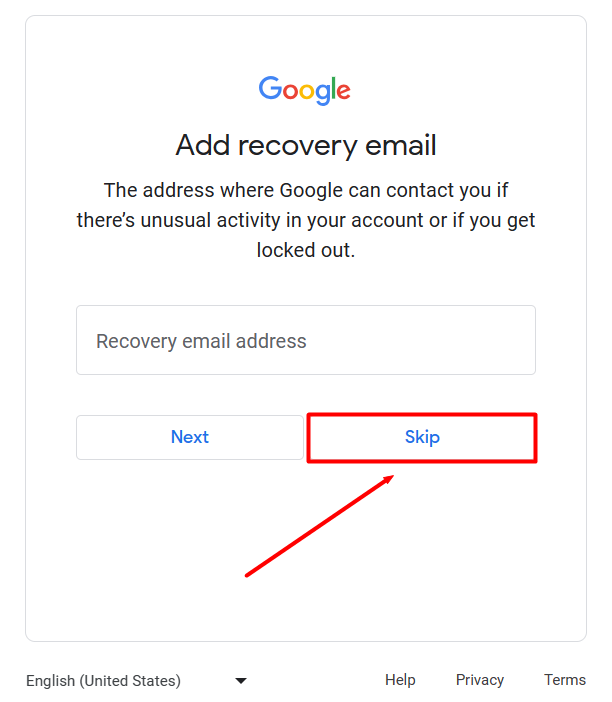 Google
Add recovery email
The address where Google can contact you if
there’s unusual activity in your account or if you get
locked out.
Recovery email address
Next Skip
English (United States) Help Privacy Terms